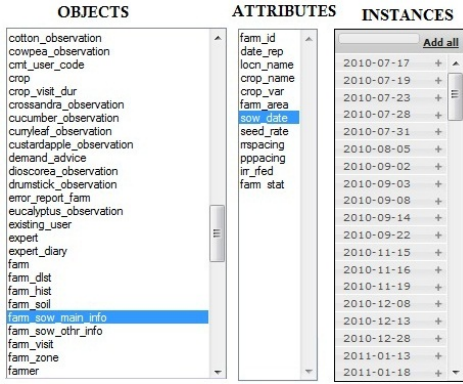 OBJECTS
cotton_observation
cowpea_observation
cmt_user_code
crop
crop_visit_dur
crossandra_observation
cucumber_observation
curryleaf_observation
custardapple_observation
demand_advice
dioscorea_observation
drumstick_observation
error_report_farm
eucalyptus_observation
existing_user
expert
expert_diary
farm
farm_dlst
farm_hist
farm_soil
farm_sow_main_info
farm_sow_othr_info
farm_visit
farm_zone
farmer
ATTRIBUTES
farm_id
date_rep
locn_name
crop_name
crop_var
farm_area
sow_date
seed_rate
rrspacing
pppacing
irr_rfed
farm_stat
INSTANCES
Add all
2010-07-17 +
2010-07-19 +
2010-07-23 +
2010-07-28 +
2010-07-31 +
2010-08-05 +
2010-09-02 +
2010-09-03 +
2010-09-08 +
2010-09-14 +
2010-09-22 +
2010-11-15 +
2010-11-16 +
2010-11-19 +
2010-12-08 +
2010-12-13 +
2010-12-28 +
2011-01-13 +
2011-01-18 +